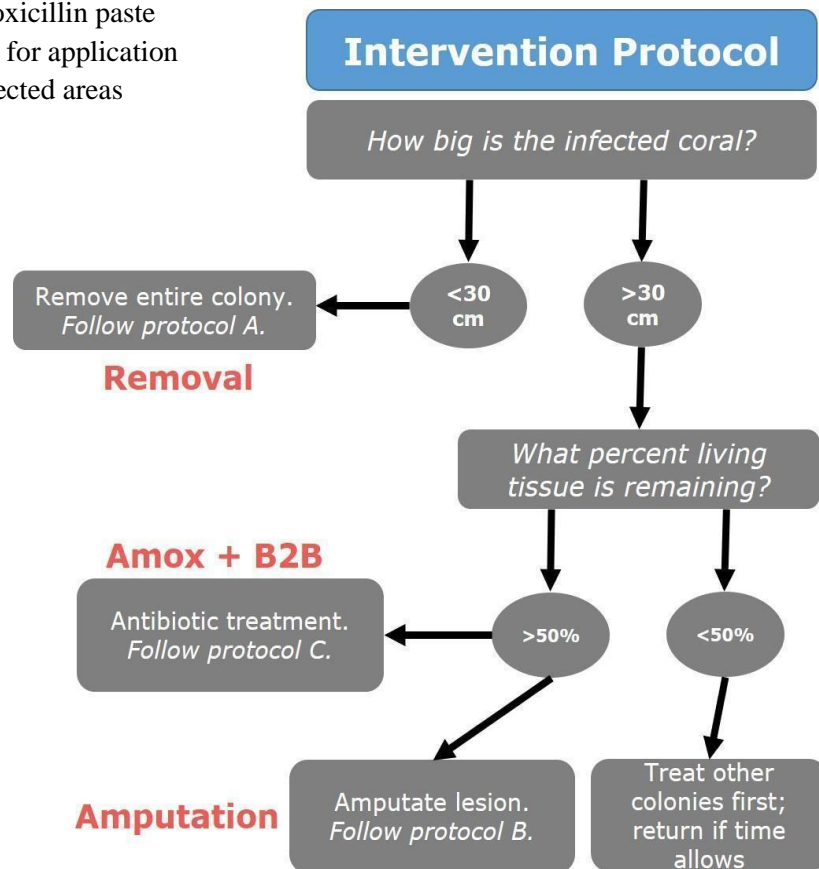 paste
for application
areas
Intervention Protocol
How big is the infected coral?
<30
cm
>30
cm
Remove entire colony.
Follow protocol A.
Removal
What percent living
tissue is remaining?
Amox + B2B
Antibiotic treatment.
Follow protocol C.
>50%
<50%
Amputation
Amputate lesion.
Follow protocol B.
Treat other
colonies first;
return if time
allows